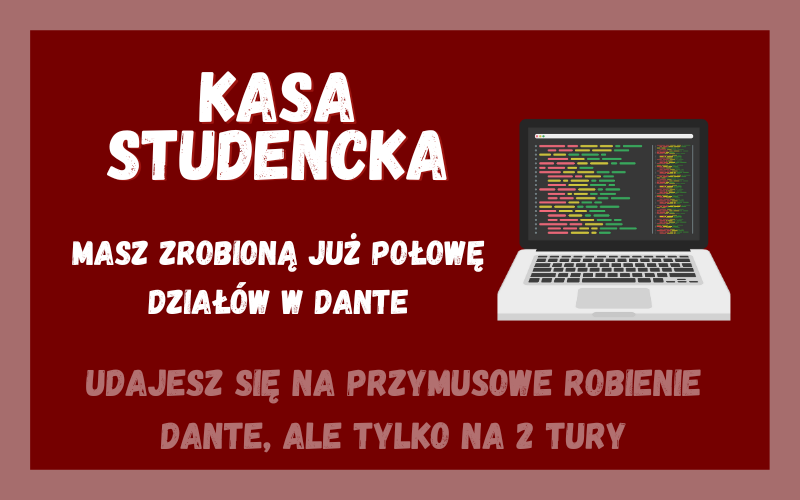 KASA
STUDENCKA
MASZ ZROBIONĄ JUŻ POŁOWĘ
DZIAŁÓW W DANTE
UDAJESZ SIĘ NA PRZYMUSOWE ROBIENIE
DANTE, ALE TYLKO NA 2 TURY